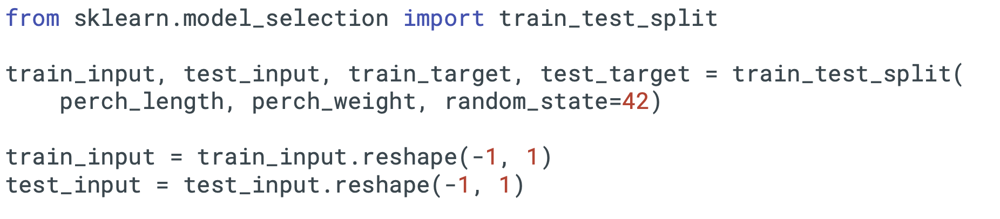 from sklearn.model_selection import train_test_split
train_input, test_input, train_target, test_target = train_test_split(
    perch_length, perch_weight, random_state=42)
train_input = train_input.reshape(-1, 1)
test_input = test_input.reshape(-1, 1)